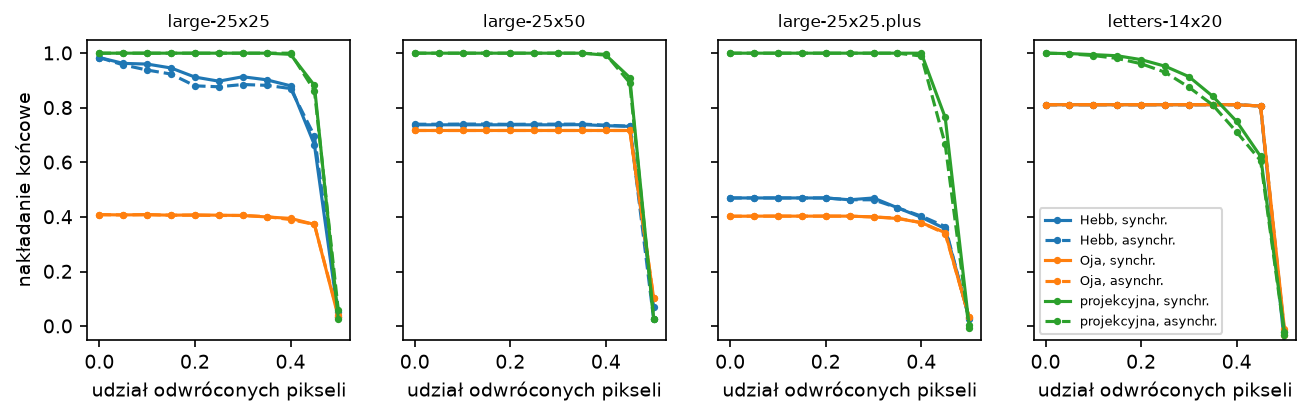 large-25x25
large-25x50
large-25x25.plus
letters-14x20
nakładanie końcowe
1.0
0.8
0.6
0.4
0.2
0.0
Hebb, synchr.
Hebb, asynchr.
Oja, synchr.
Oja, asynchr.
projekcyjna, synchr.
projekcyjna, asynchr.
0.0 0.2 0.4
0.0 0.2 0.4
0.0 0.2 0.4
0.0 0.2 0.4
udział odwróconych pikseli
udział odwróconych pikseli
udział odwróconych pikseli
udział odwróconych pikseli